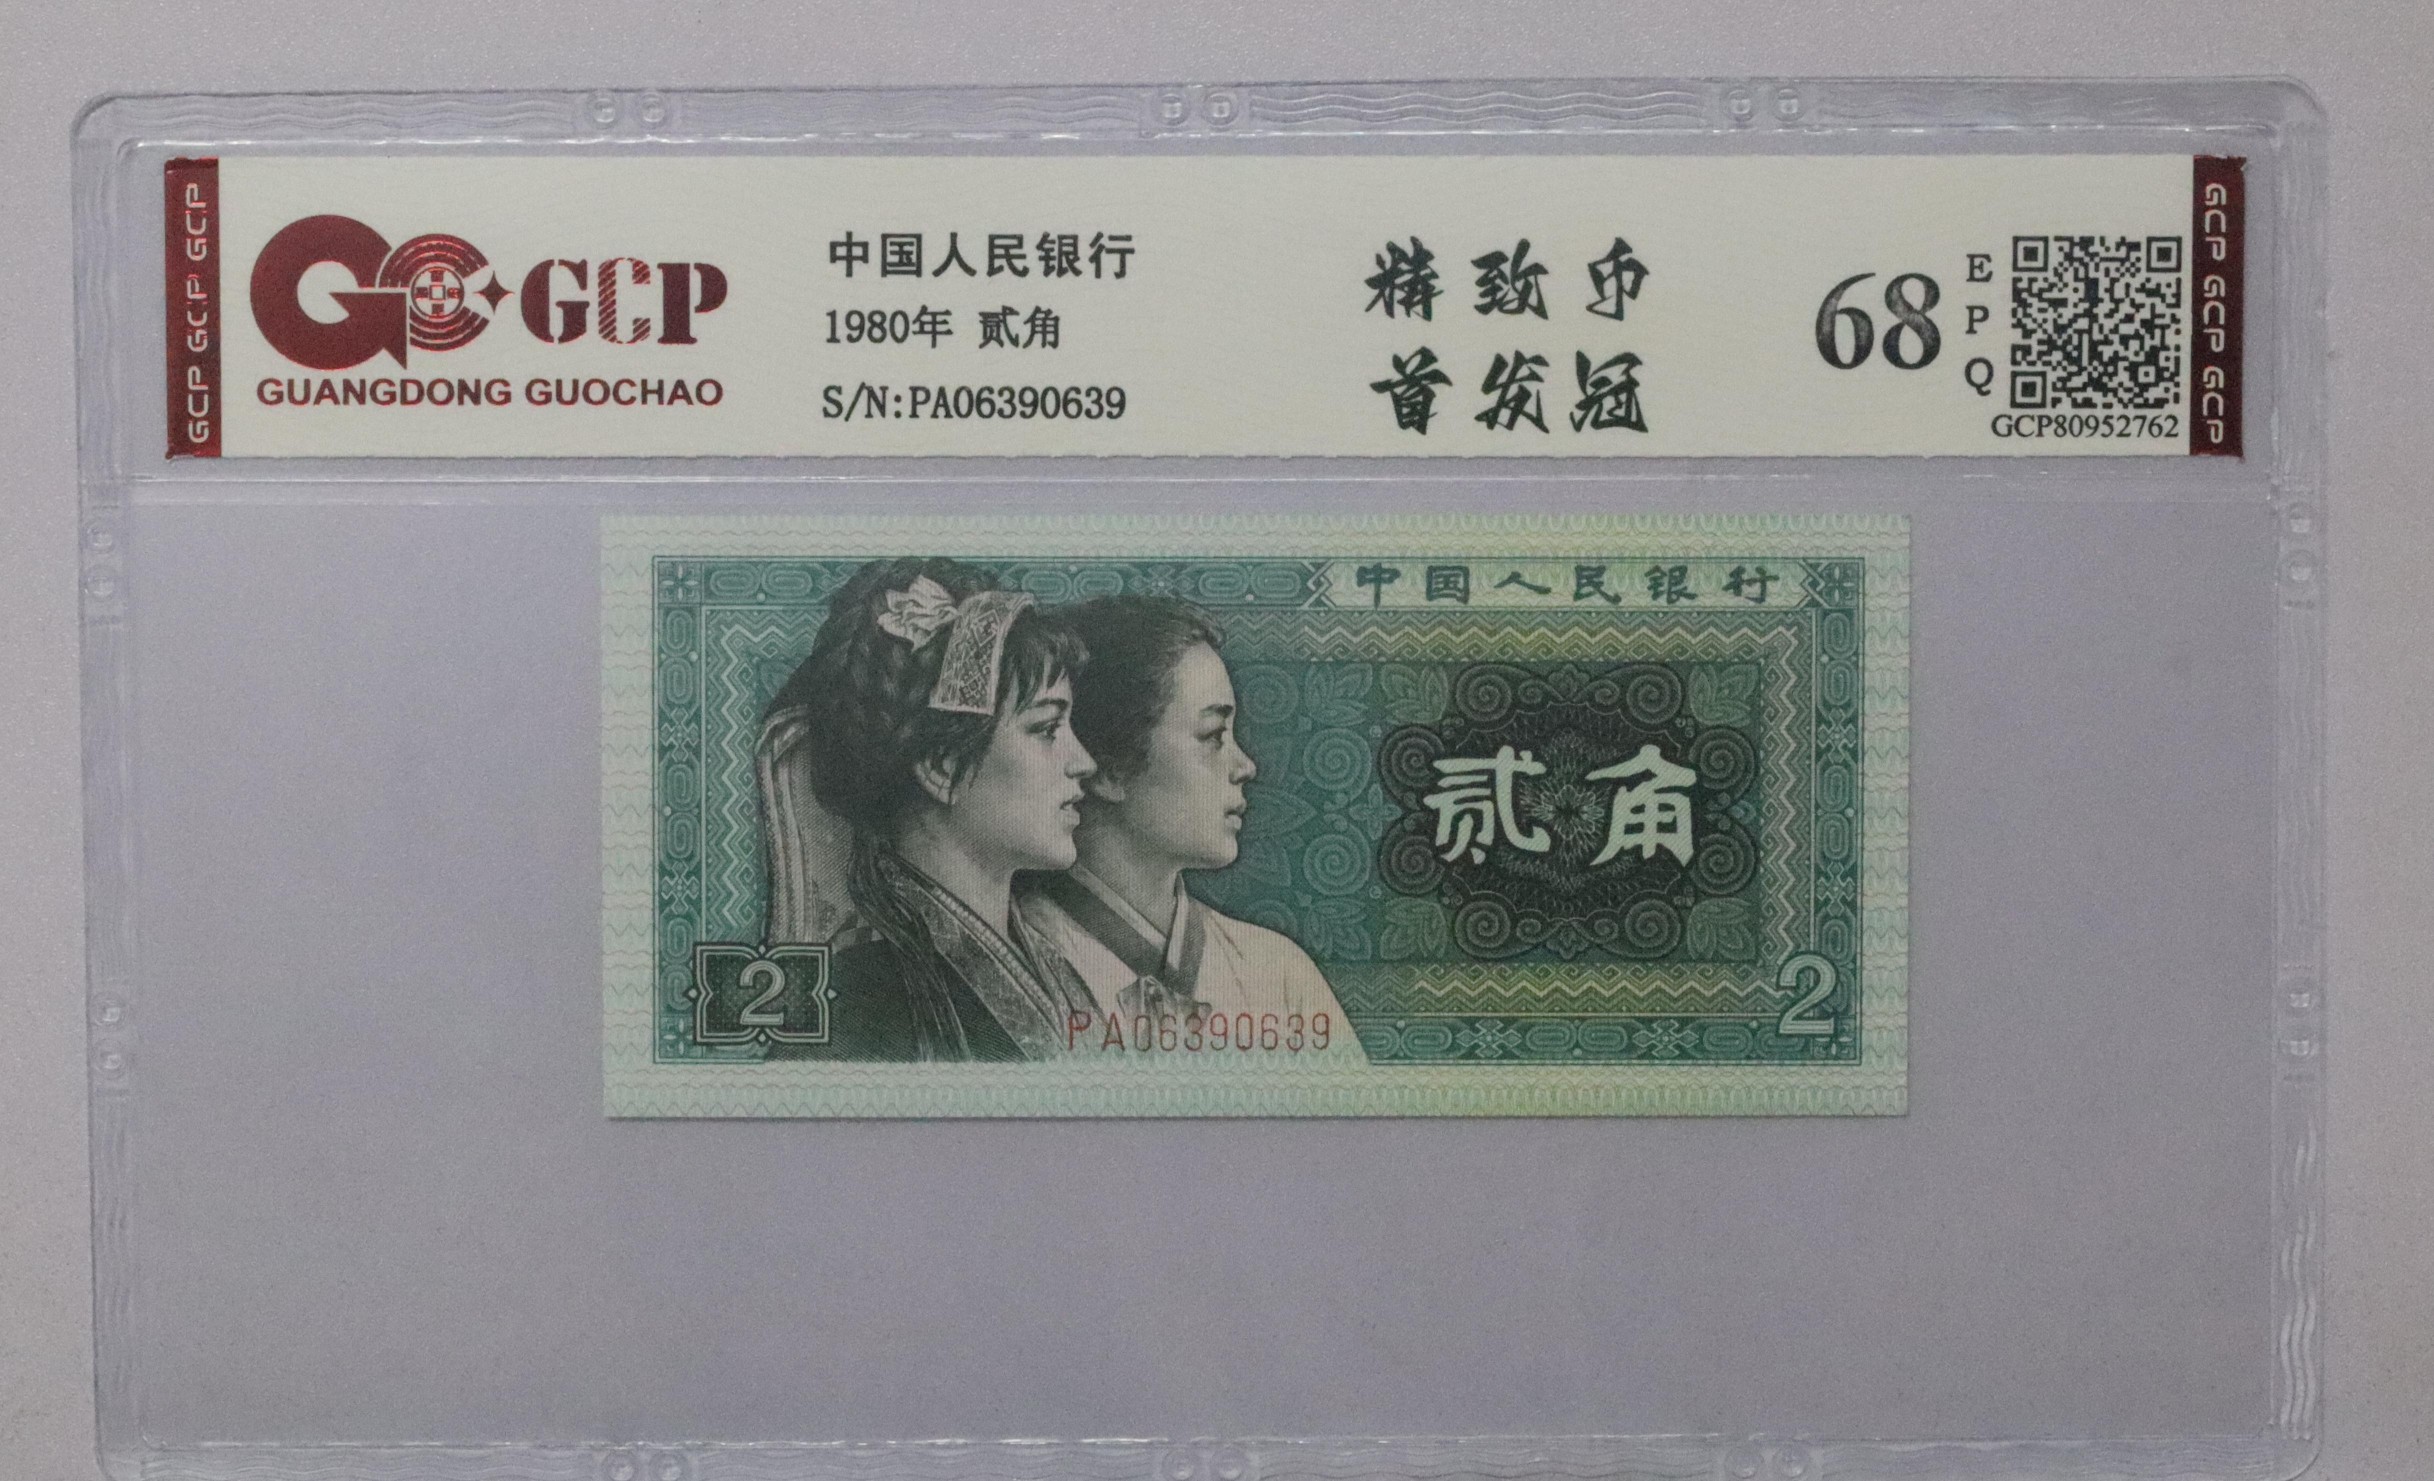 GCP GCP GCP
GCP
GUANGDONG GUOCHAO
中国人民银行
1980年 贰角
S/N:PA06390639
精致币
首发冠
68
EPQ
GCP80952762
GCP GCP GCP
中国人民银行
贰角
2
2
PA06390639